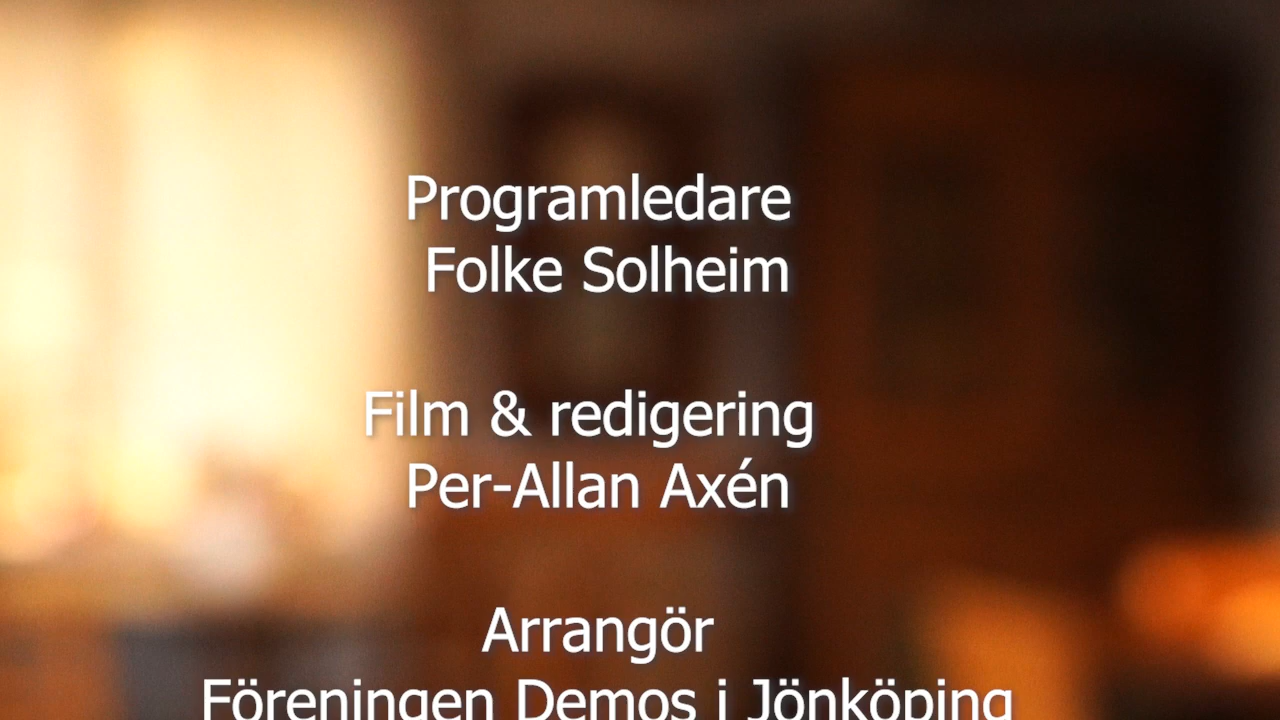 Programledare
Folke Solheim
Film & redigering
Per-Allan Axén
Arrangör
Föreningen Demos i Jönköping